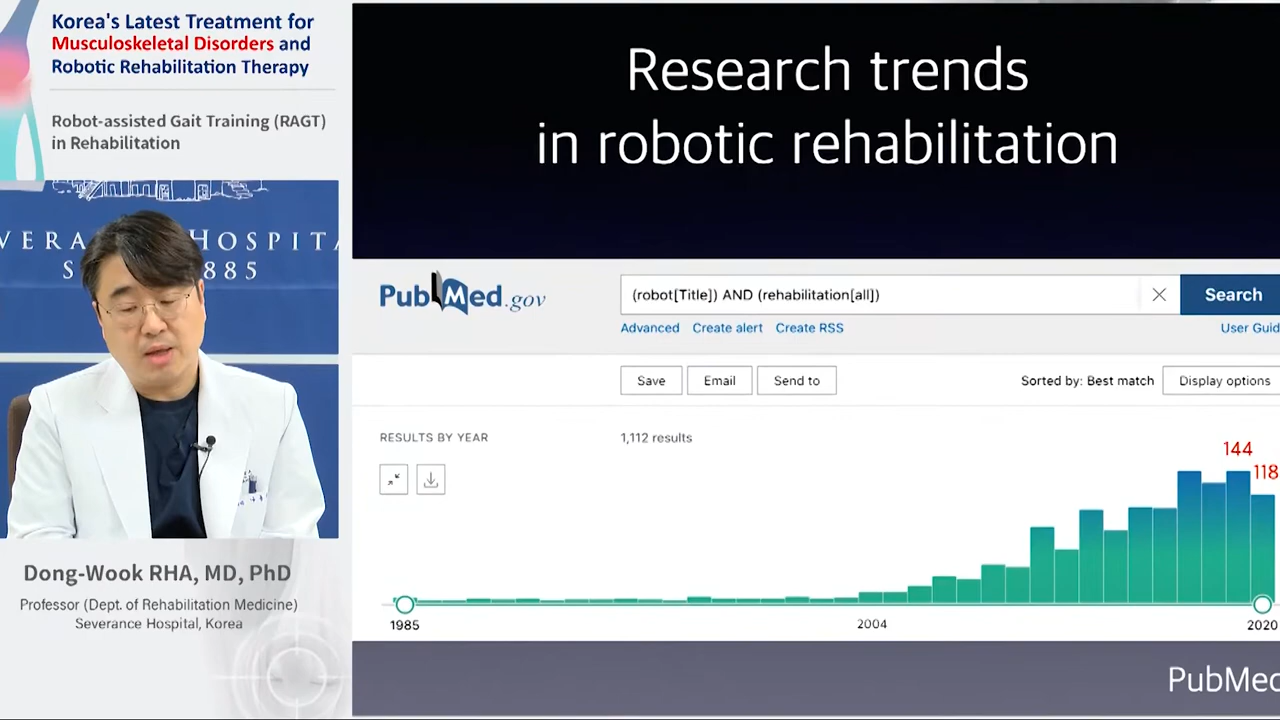 Korea's Latest Treatment for
Musculoskeletal Disorders and
Robotic Rehabilitation Therapy
Robot-assisted Gait Training (RAGT)
in Rehabilitation
VERA HOSPITA
S 885
Dong-Wook RHA, MD, PhD
Professor (Dept. of Rehabilitation Medicine)
Severance Hospital, Korea
Research trends
in robotic rehabilitation
PubMed.gov
(robot[Title]) AND (rehabilitation[all])
Search
Advanced Create alert Create RSS
User Guid
Save Email Send to
Sorted by: Best match Display options
RESULTS BY YEAR
1,112 results
144
118
1985 2004 2020
PubMed